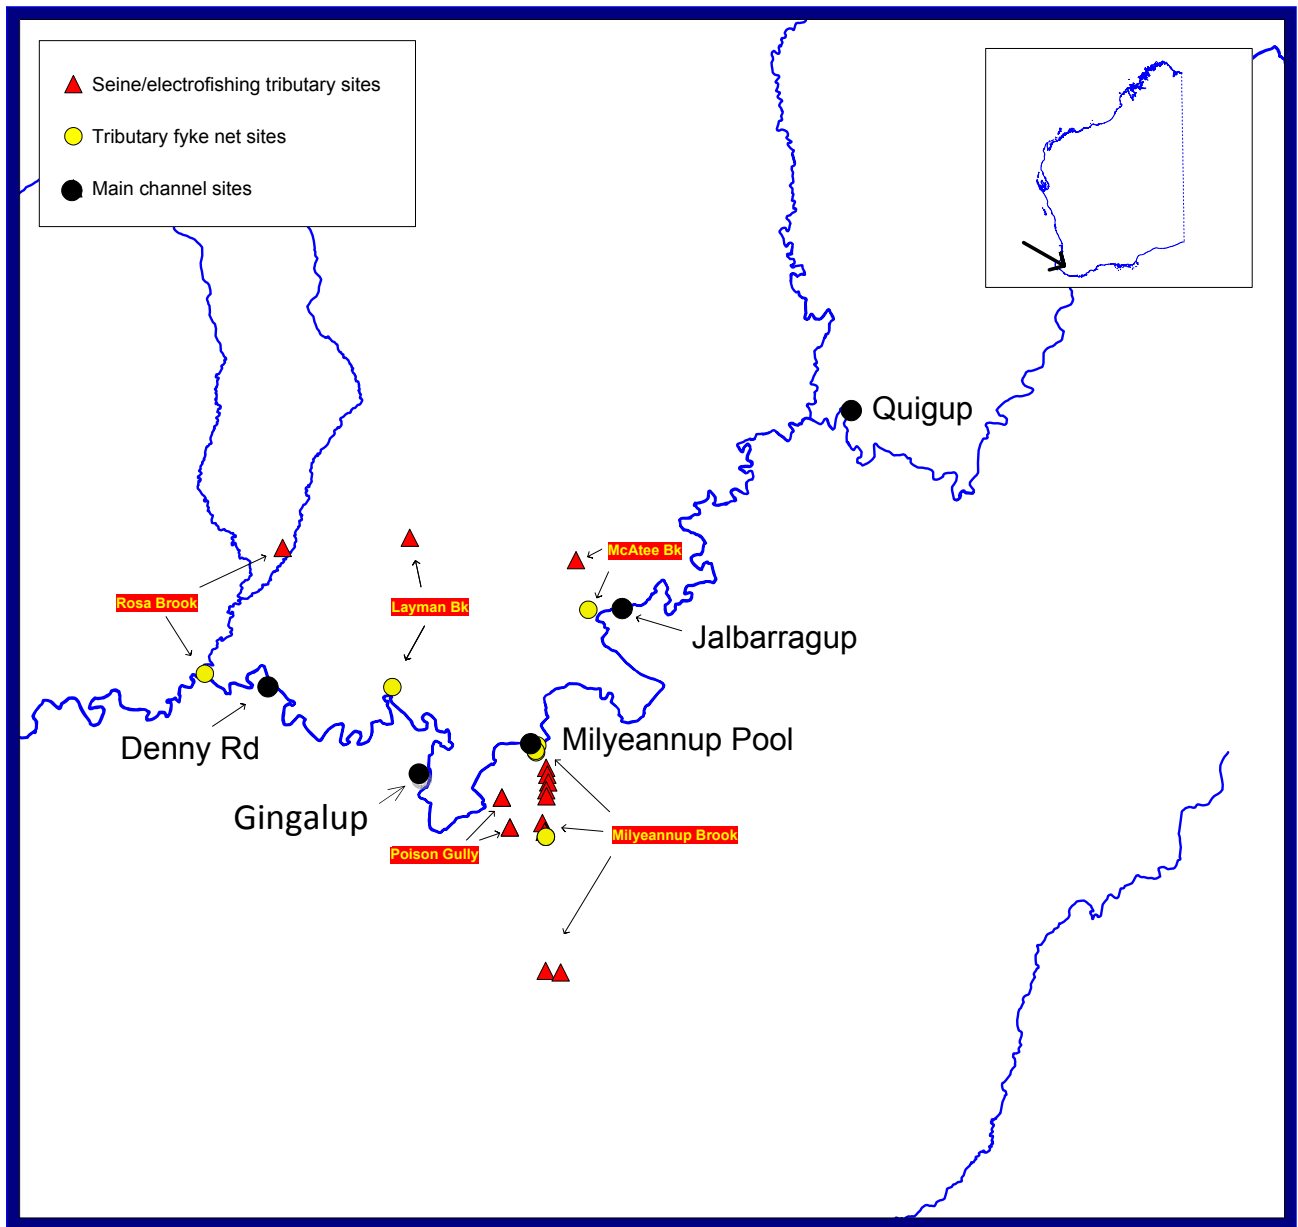 Seine/electrofishing tributary sites
Tributary fyke net sites
Main channel sites
Quigup
McAtee Bk
Rosa Brook
Layman Bk
Jalbarragup
Denny Rd
Milyeannup Pool
Gingalup
Milyeannup Brook
Poison Gully